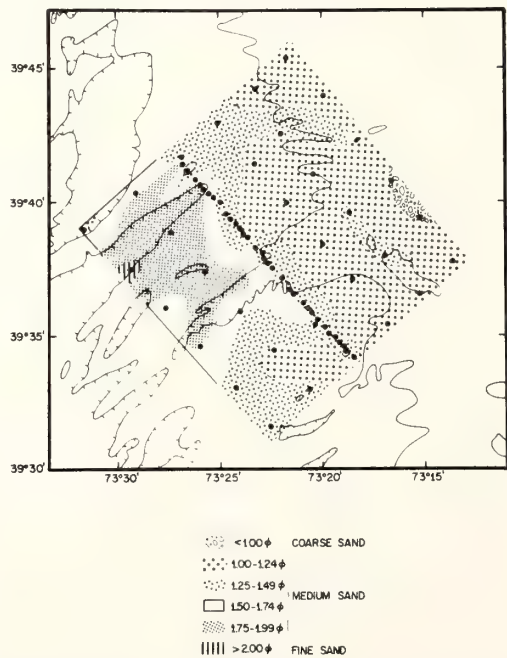 39°45'
39°40'
39°35'
39°30'
73°30' 73°25' 73°20' 73°15'
<1.00 ϕ COARSE SAND
1.00-1.24 ϕ
1.25-1.49 ϕ
MEDIUM SAND
1.50-1.74 ϕ
1.75-1.99 ϕ
>2.00 ϕ FINE SAND